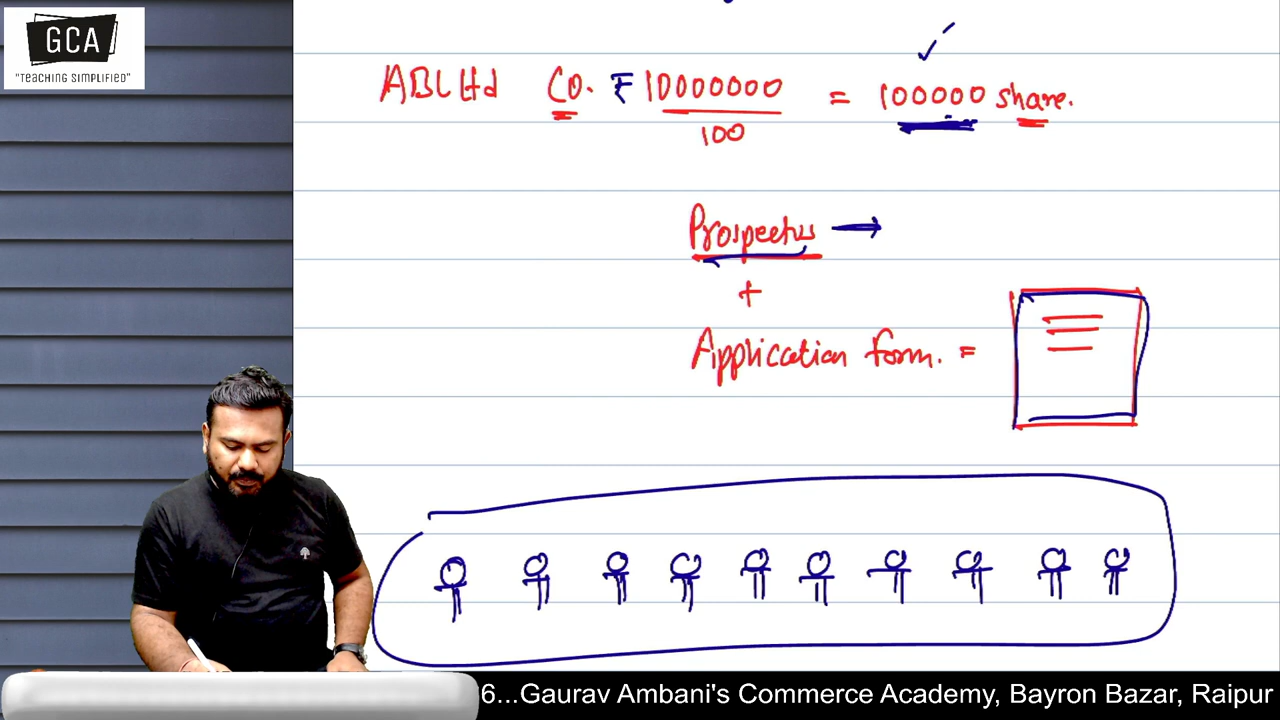 GCA
"TEACHING SIMPLIFIED"
ABC Ltd Co. ₹ 10000000 / 100 = 100000 share.
Prospectus →
+
Application form. =
6...Gaurav Ambani's Commerce Academy, Bayron Bazar, Raipur